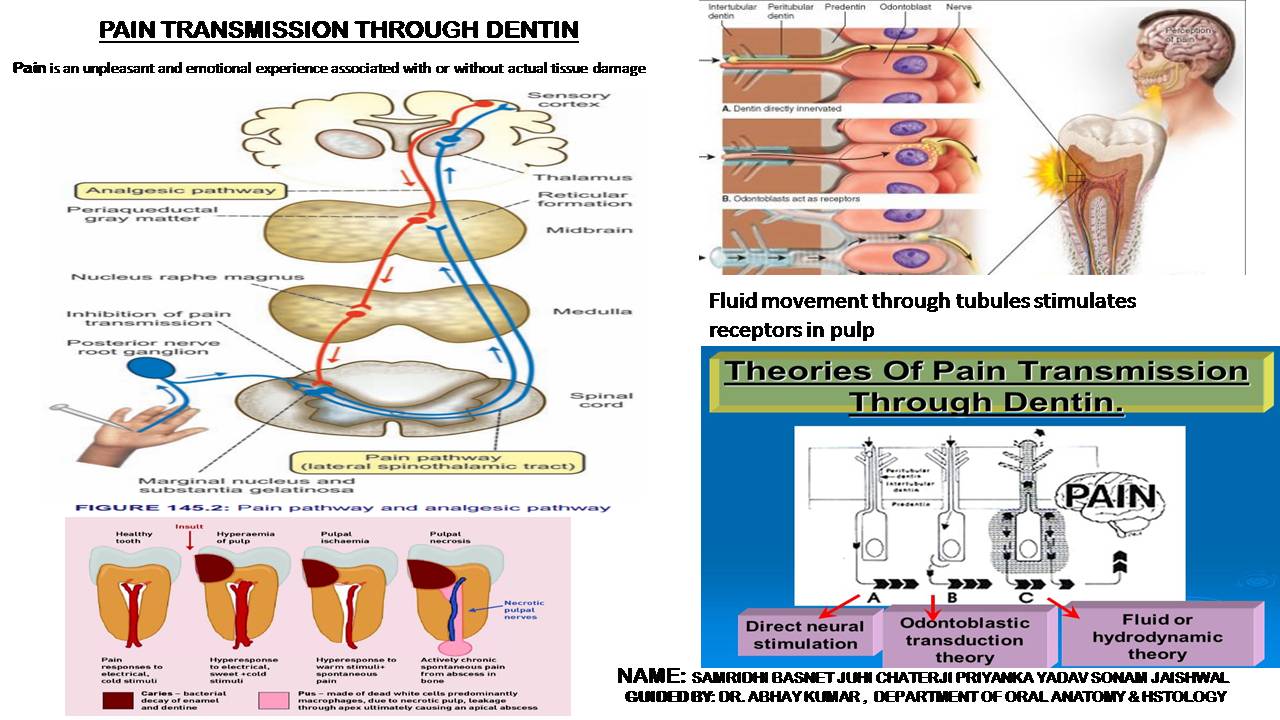 PAIN TRANSMISSION THROUGH DENTIN
Pain is an unpleasant and emotional experience associated with or without actual tissue damage
Sensory
cortex
Thalamus
Analgesic pathway
Reticular
formation
Periaqueductal
gray matter
Midbrain
Nucleus raphe magnus
Inhibition of pain
transmission
Medulla
Posterior nerve
root ganglion
Spinal
cord
Pain pathway
(lateral spinothalamic tract)
Marginal nucleus and
substantia gelatinosa
FIGURE 145.2: Pain pathway and analgesic pathway
Insult
Healthy
tooth
Hyperaemia
of pulp
Pulpal
ischaemia
Pulpal
necrosis
Necrotic
pulpal
nerves
Pain
responses to
electrical,
cold stimuli
Hyperesponse
to electrical,
sweet +cold
stimuli
Hyperesponse to
warm stimuli+
spontaneous
pain
Actively chronic
spontaneous pain
from abscess in
bone
Caries – bacterial
decay of enamel
and dentine
Pus – made of dead white cells predominantly
macrophages, due to necrotic pulp, leakage
through apex ultimately causing an apical abscess
Intertubular
dentin
Peritubular
dentin
Predentin
Odontoblast
Nerve
Perception
of pain
A. Dentin directly innervated
B. Odontoblasts act as receptors
Fluid movement through tubules stimulates
receptors in pulp
Theories Of Pain Transmission
Through Dentin.
Peritubular
dentin
Intertubular
dentin
Predentin
PAIN
A
B
C
Direct neural
stimulation
Odontoblastic
transduction
theory
Fluid or
hydrodynamic
theory
NAME: SAMRIDHI BASNET JUHI CHATERJI PRIYANKA YADAV SONAM JAISHWAL
GUIDED BY: DR. ABHAY KUMAR , DEPARTMENT OF ORAL ANATOMY & HSTOLOGY